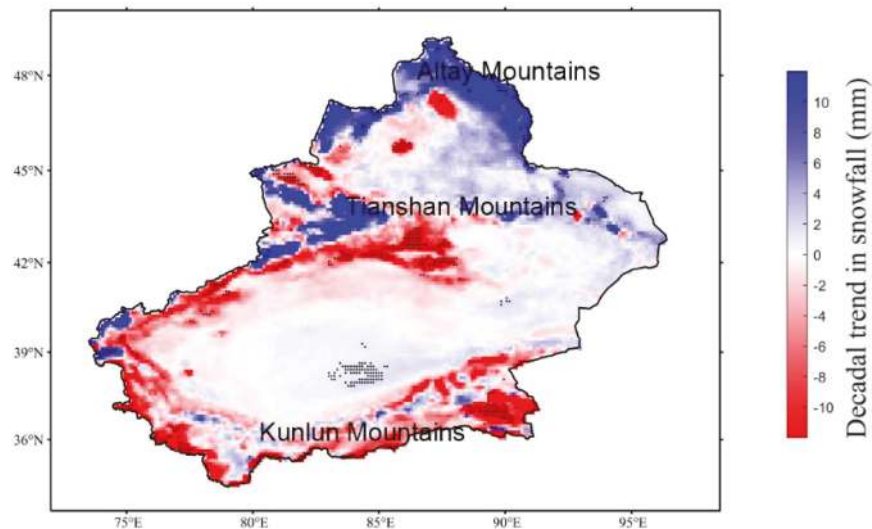 48°N
45°N
42°N
39°N
36°N
75°E 80°E 85°E 90°E 95°E
Altay Mountains
Tianshan Mountains
Kunlun Mountains
10
8
6
4
2
0
-2
-4
-6
-8
-10
Decadal trend in snowfall (mm)